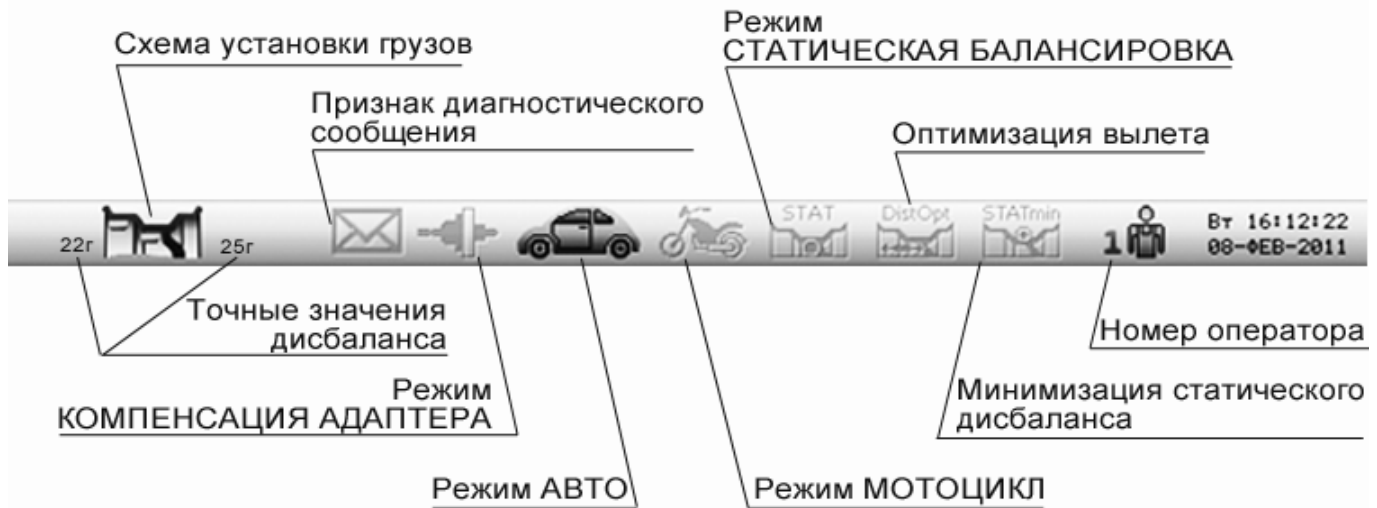 Режим
СТАТИЧЕСКАЯ БАЛАНСИРОВКА
Схема установки грузов
Признак диагностического
сообщения
Оптимизация вылета
22г
25г
STAT
DistOpt
STATmin
1
Вт 16:12:22
08-ФЕВ-2011
Точные значения
дисбаланса
Номер оператора
Режим
КОМПЕНСАЦИЯ АДАПТЕРА
Минимизация статического
дисбаланса
Режим АВТО
Режим МОТОЦИКЛ